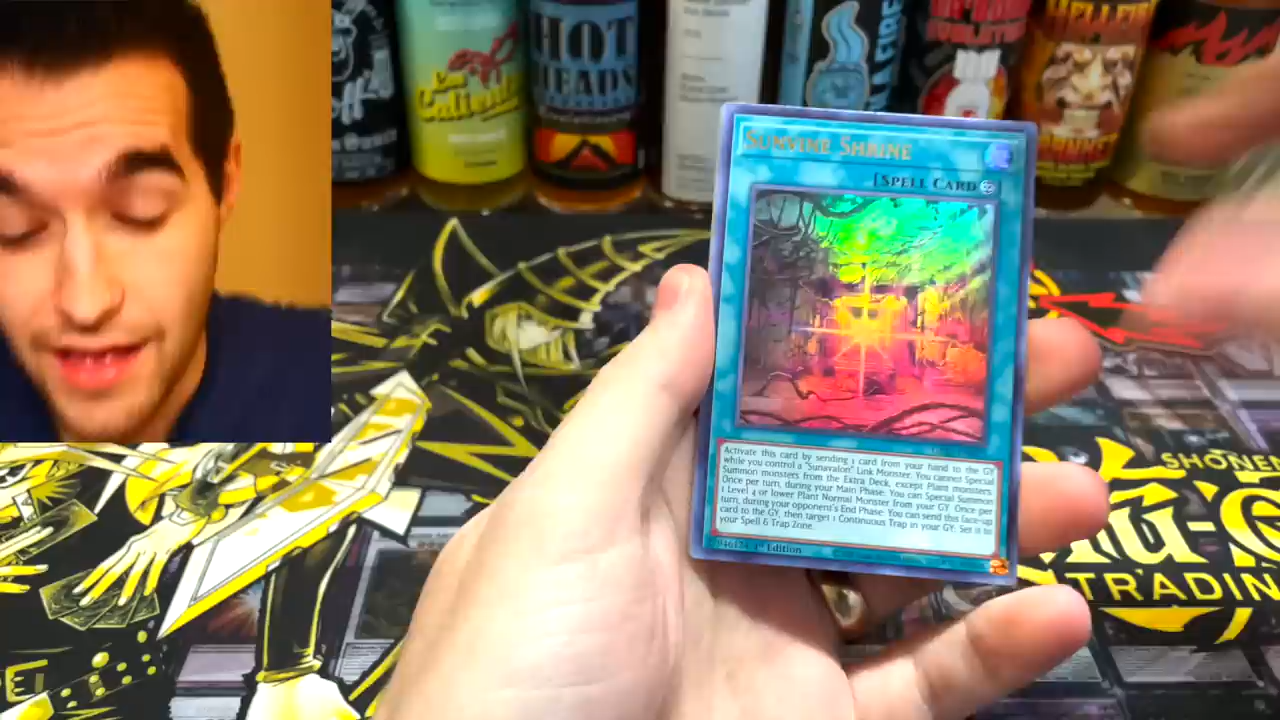 Los
Calientes
HOT
HEADS
HELLFIRE
SUNVINE SHRINE
[SPELL CARD
Activate this card by sending 1 card from your hand to the GY
while you control a "Sunavalon" Link Monster. You cannot Special
Summon monsters from the Extra Deck, except Plant monsters.
Once per turn, during your Main Phase: You can Special Summon
1 Level 4 or lower Plant Normal Monster from your GY. Once per
turn, during your opponent's End Phase: You can send this face-up
card to the GY, then target 1 Continuous Trap in your GY; Set it to
your Spell & Trap Zone.
1st Edition
SHONEN
TRADIN